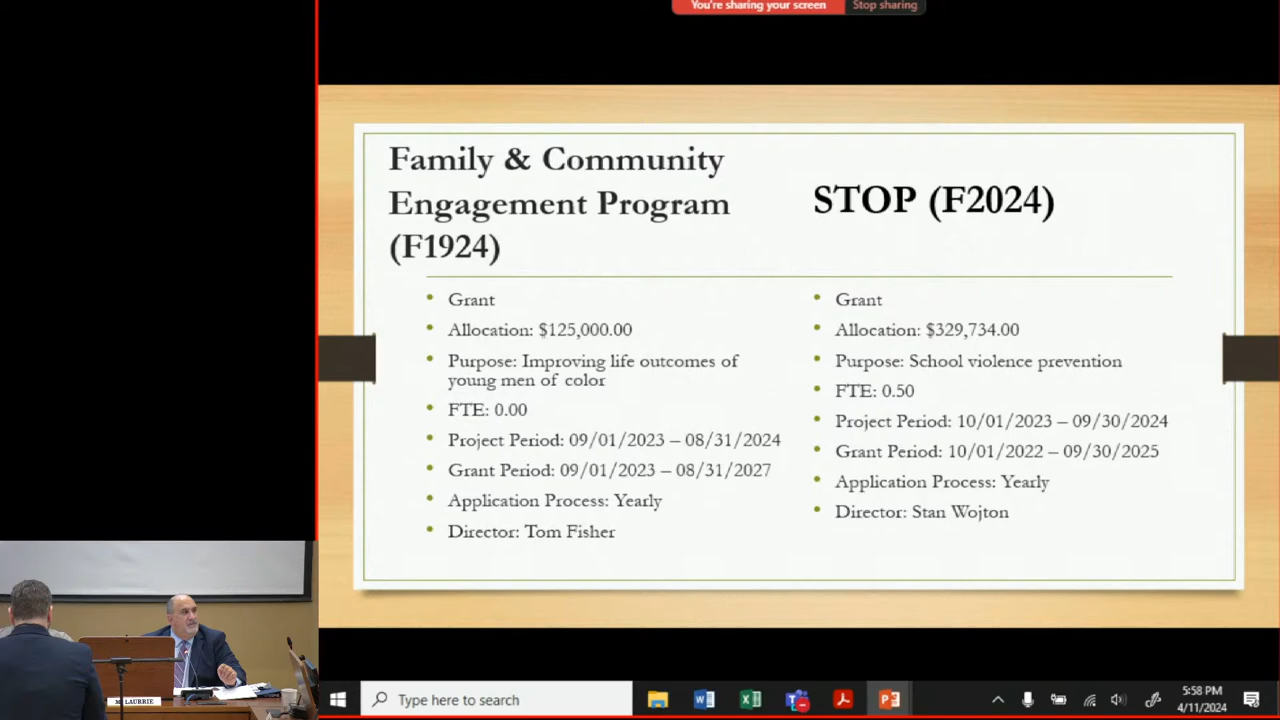 You're sharing your screen
Stop sharing
Family & Community
Engagement Program
(F1924)
• Grant
• Allocation: $125,000.00
• Purpose: Improving life outcomes of
young men of color
• FTE: 0.00
• Project Period: 09/01/2023 – 08/31/2024
• Grant Period: 09/01/2023 – 08/31/2027
• Application Process: Yearly
• Director: Tom Fisher
STOP (F2024)
• Grant
• Allocation: $329,734.00
• Purpose: School violence prevention
• FTE: 0.50
• Project Period: 10/01/2023 – 09/30/2024
• Grant Period: 10/01/2022 – 09/30/2025
• Application Process: Yearly
• Director: Stan Wojton
LAURRIE
Type here to search
5:58 PM
4/11/2024